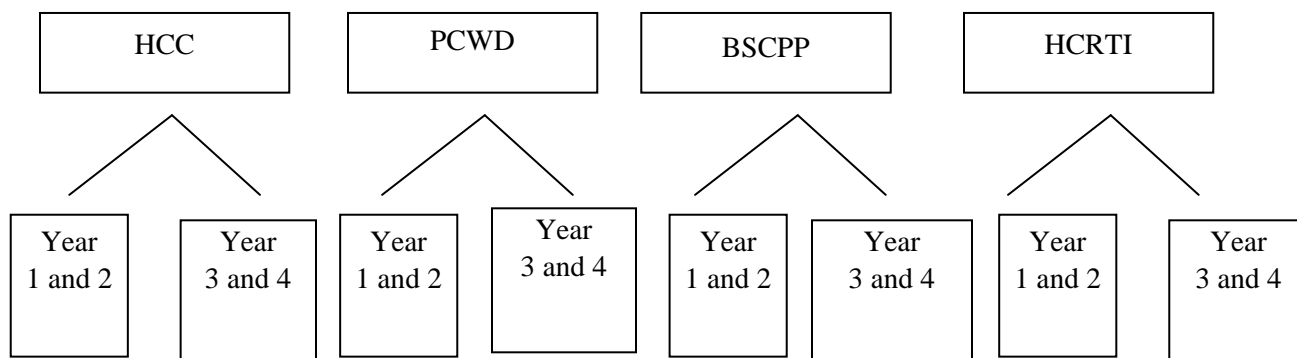 HCC
PCWD
BSCPP
HCRTI
Year
1 and 2
Year
3 and 4
Year
1 and 2
Year
3 and 4
Year
1 and 2
Year
3 and 4
Year
1 and 2
Year
3 and 4